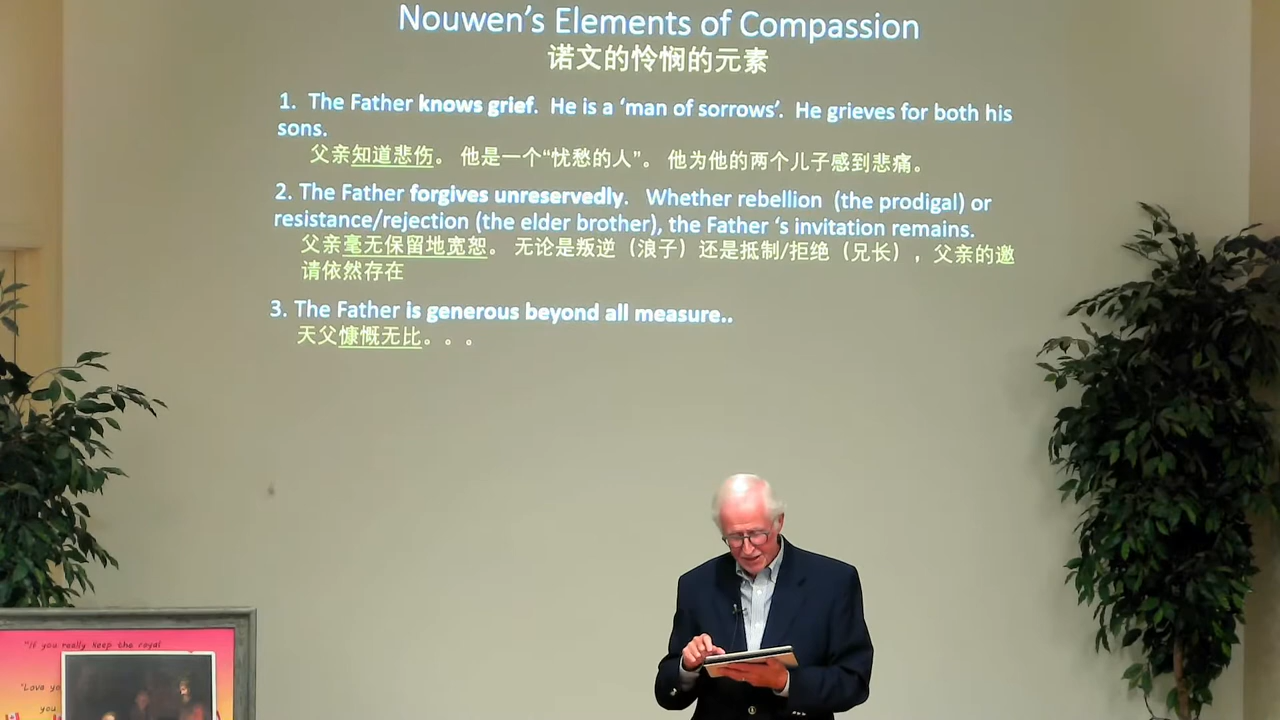 Nouwen's Elements of Compassion
诺文的怜悯的元素
1. The Father knows grief. He is a 'man of sorrows'. He grieves for both his
sons.
父亲知道悲伤。 他是一个“忧愁的人”。 他为他的两个儿子感到悲痛。
2. The Father forgives unreservedly. Whether rebellion (the prodigal) or
resistance/rejection (the elder brother), the Father 's invitation remains.
父亲毫无保留地宽恕。 无论是叛逆（浪子）还是抵制/拒绝（兄长），父亲的邀
请依然存在
3. The Father is generous beyond all measure..
天父慷慨无比。。。
"If you really keep the royal
"Love yo
you